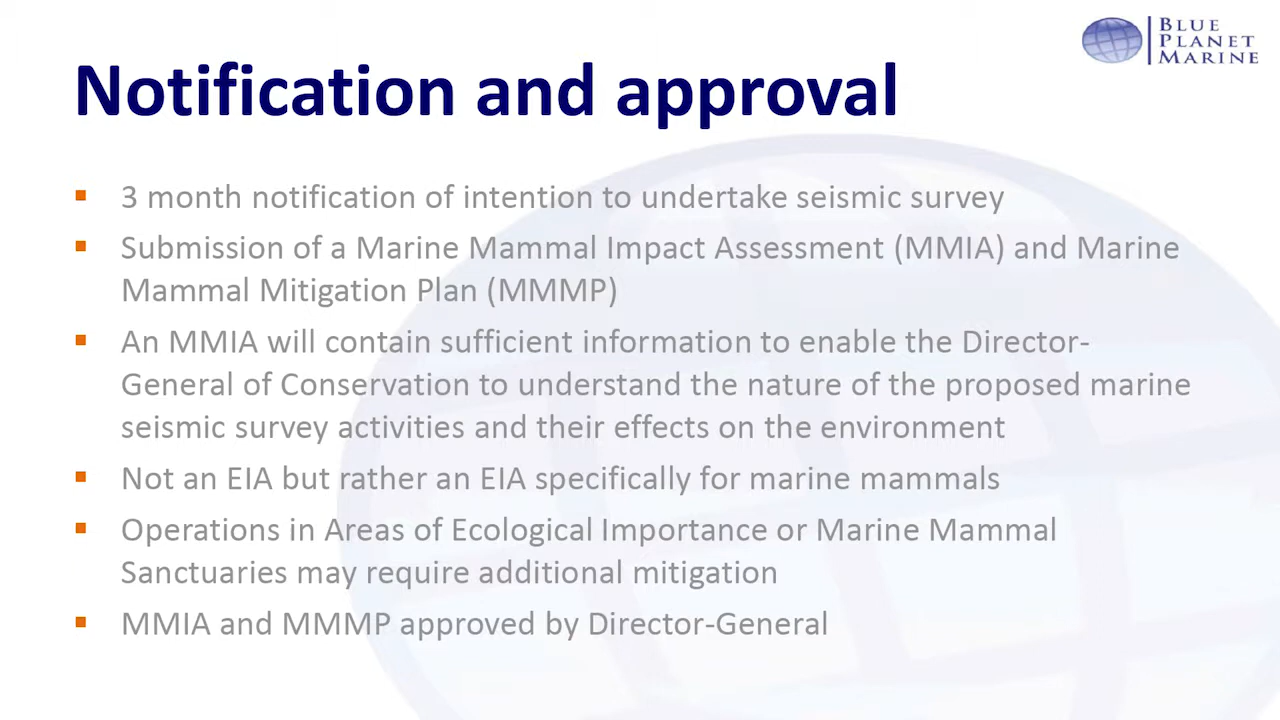 BLUE
PLANET
MARINE
Notification and approval
3 month notification of intention to undertake seismic survey
Submission of a Marine Mammal Impact Assessment (MMIA) and Marine
Mammal Mitigation Plan (MMMP)
An MMIA will contain sufficient information to enable the Director-
General of Conservation to understand the nature of the proposed marine
seismic survey activities and their effects on the environment
Not an EIA but rather an EIA specifically for marine mammals
Operations in Areas of Ecological Importance or Marine Mammal
Sanctuaries may require additional mitigation
MMIA and MMMP approved by Director-General